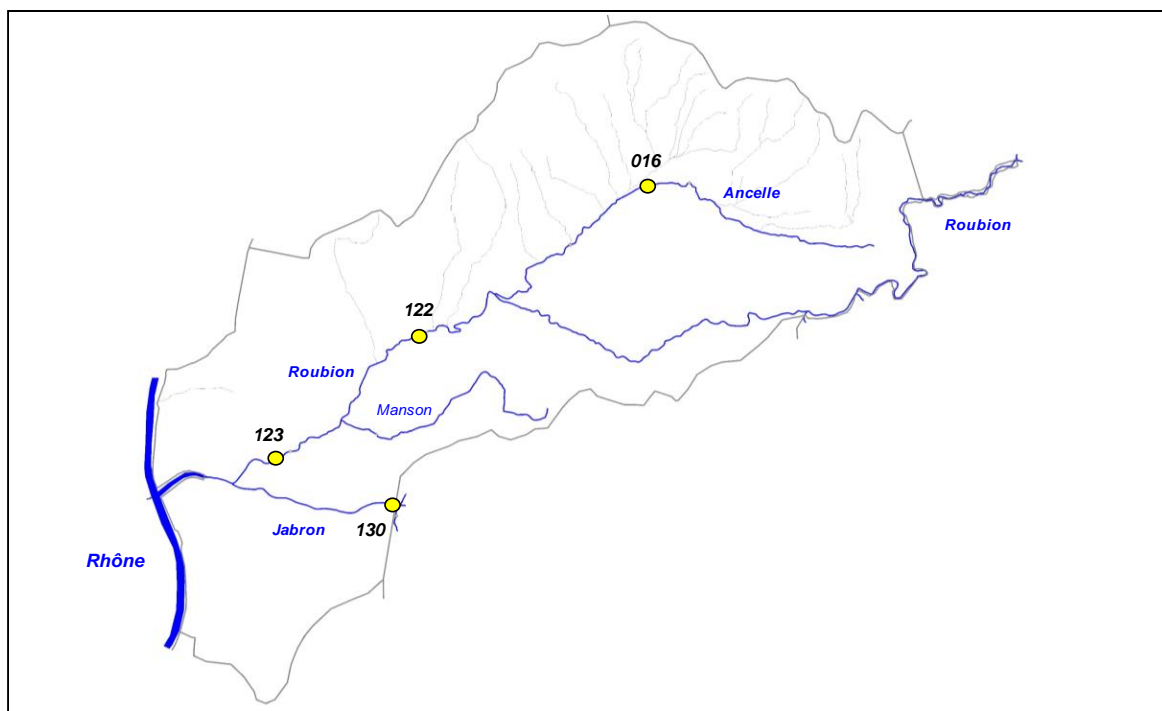 016
Ancelle
Roubion
122
Roubion
Manson
123
Jabron
130
Rhône